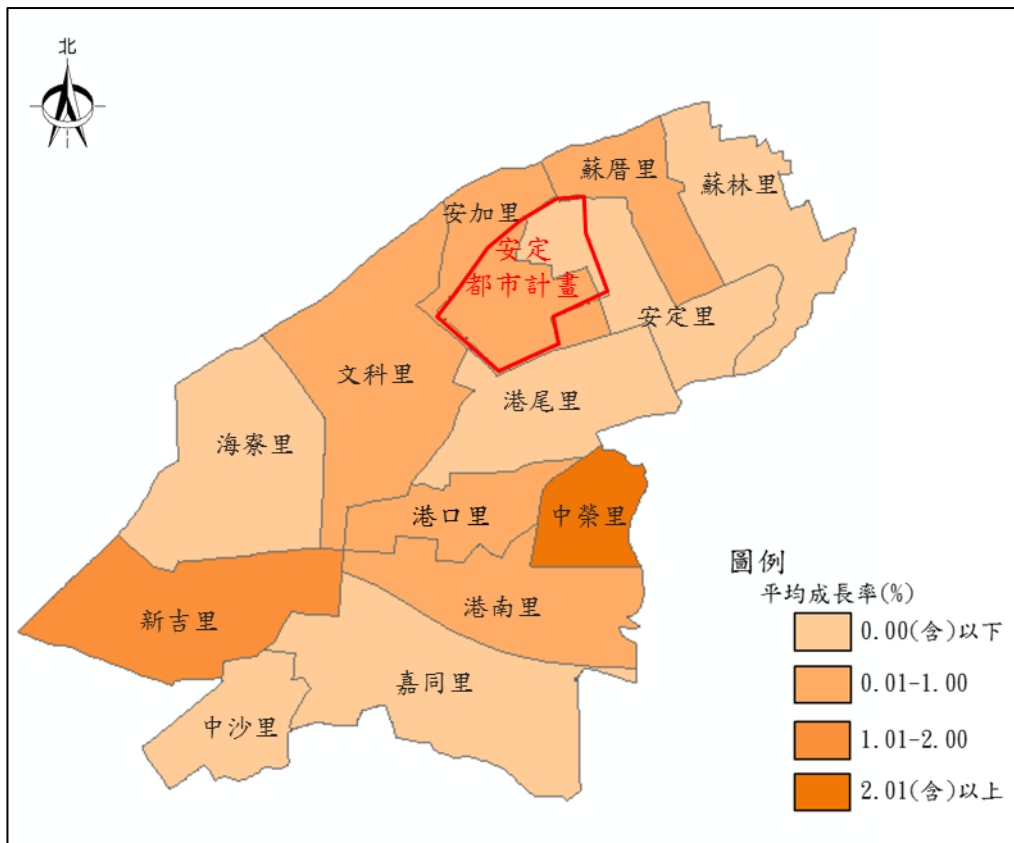 北
蘇厝里
蘇林里
安加里
安定
都市計畫
安定里
文科里
港尾里
海寮里
港口里
中榮里
新吉里
港南里
嘉同里
中沙里
圖例
平均成長率(%)
0.00(含)以下
0.01-1.00
1.01-2.00
2.01(含)以上